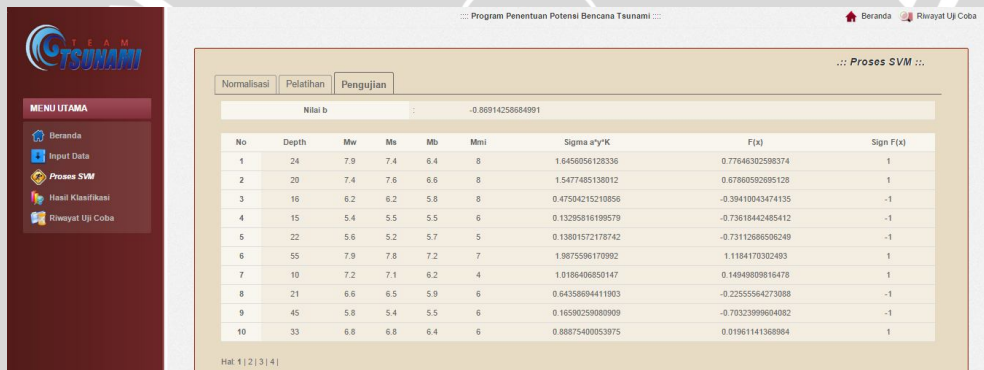 :::: Program Penentuan Potensi Bencana Tsunami ::::
Beranda Riwayat Uji Coba
TEAM
TSUNAMI
.:: Proses SVM ::.
Normalisasi Pelatihan Pengujian
MENU UTAMA
Beranda
Input Data
Proses SVM
Hasil Klasifikasi
Riwayat Uji Coba
Nilai b : -0.86914258684991
No Depth Mw Ms Mb Mmi Sigma a*y*K F(x) Sign F(x)
1 24 7.9 7.4 6.4 8 1.6456056128336 0.77646302598374 1
2 20 7.4 7.6 6.6 8 1.5477485138012 0.67860592695128 1
3 16 6.2 6.2 5.8 8 0.47504215210856 -0.39410043474135 -1
4 15 5.4 5.5 5.5 6 0.13295816199579 -0.73618442485412 -1
5 22 5.6 5.2 5.7 5 0.13801572178742 -0.73112686506249 -1
6 55 7.9 7.8 7.2 7 1.9875596170992 1.1184170302493 1
7 10 7.2 7.1 6.2 4 1.0186406850147 0.14949809816478 1
8 21 6.6 6.5 5.9 6 0.64358694411903 -0.22555564273088 -1
9 45 5.8 5.4 5.5 6 0.16590259080909 -0.70323999604082 -1
10 33 6.8 6.8 6.4 6 0.88875400053975 0.01961141368984 1
Hal: 1 | 2 | 3 | 4 |